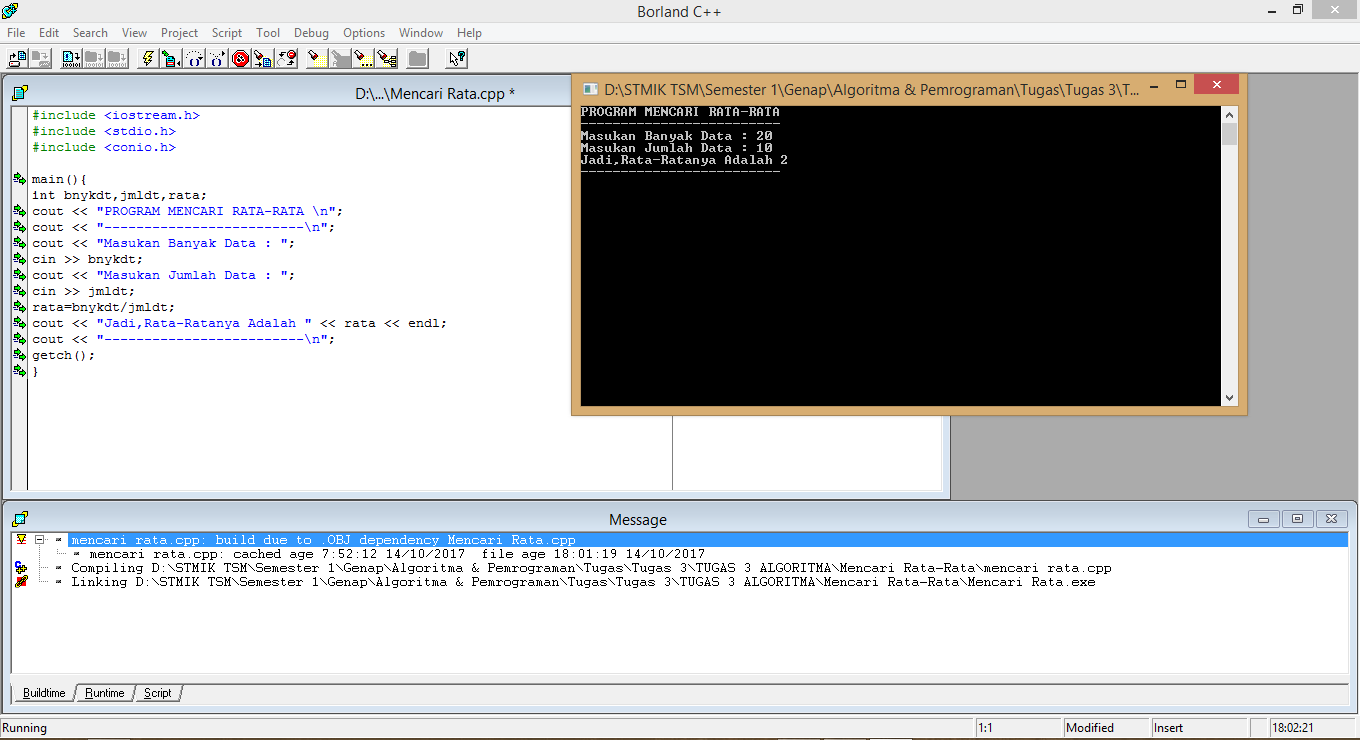 Borland C++
File Edit Search View Project Script Tool Debug Options Window Help
D:\...\Mencari Rata.cpp *
#include <iostream.h>
#include <stdio.h>
#include <conio.h>
main(){
int bnykdt,jmldt,rata;
cout << "PROGRAM MENCARI RATA-RATA \n";
cout << "-------------------------\n";
cout << "Masukan Banyak Data : ";
cin >> bnykdt;
cout << "Masukan Jumlah Data : ";
cin >> jmldt;
rata=bnykdt/jmldt;
cout << "Jadi,Rata-Ratanya Adalah " << rata << endl;
cout << "-------------------------\n";
getch();
}
D:\STMIK TSM\Semester 1\Genap\Algoritma & Pemrograman\Tugas\Tugas 3\T...
PROGRAM MENCARI RATA-RATA
-------------------------
Masukan Banyak Data : 20
Masukan Jumlah Data : 10
Jadi,Rata-Ratanya Adalah 2
-------------------------
Message
mencari rata.cpp: build due to .OBJ dependency Mencari Rata.cpp
mencari rata.cpp: cached age 7:52:12 14/10/2017  file age 18:01:19 14/10/2017
Compiling D:\STMIK TSM\Semester 1\Genap\Algoritma & Pemrograman\Tugas\Tugas 3\TUGAS 3 ALGORITMA\Mencari Rata-Rata\mencari rata.cpp
Linking D:\STMIK TSM\Semester 1\Genap\Algoritma & Pemrograman\Tugas\Tugas 3\TUGAS 3 ALGORITMA\Mencari Rata-Rata\Mencari Rata.exe
Buildtime Runtime Script
Running 1:1 Modified Insert 18:02:21